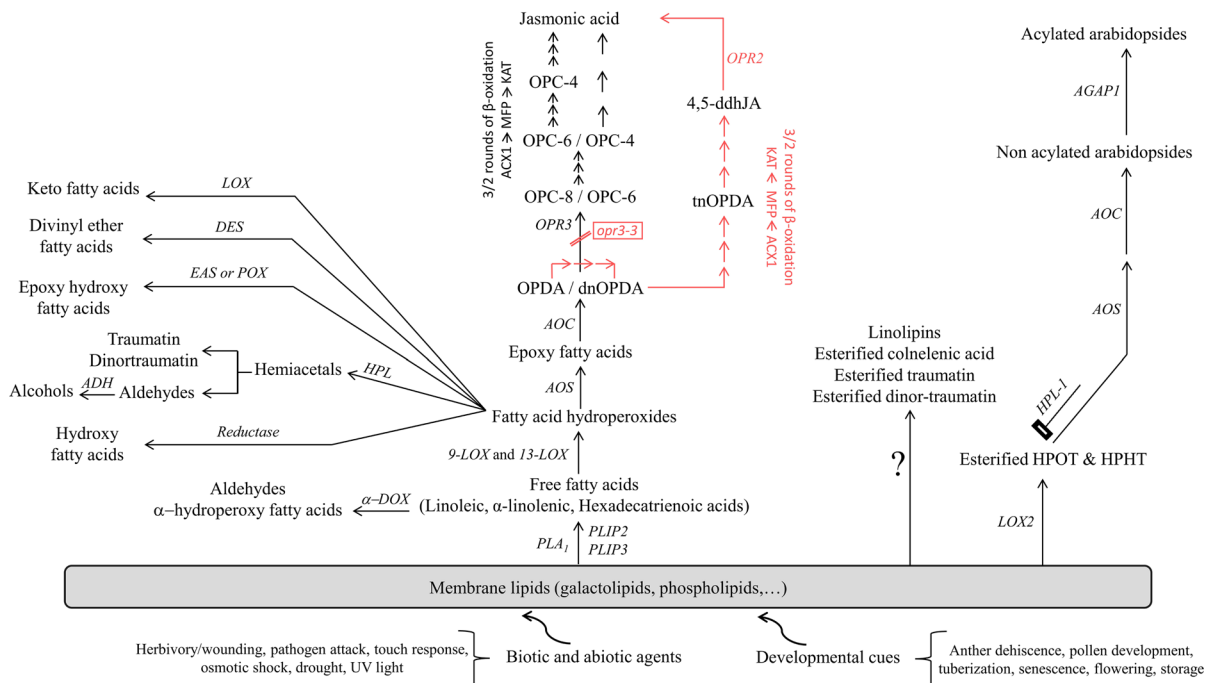 Jasmonic acid
Acylated arabidopsides
3/2 rounds of β-oxidation
ACX1 → MFP → KAT
OPR2
OPC-4
4,5-ddhJA
AGAP1
OPC-6 / OPC-4
3/2 rounds of β-oxidation
KAT ← MFP ← ACX1
Non acylated arabidopsides
Keto fatty acids
LOX
OPC-8 / OPC-6
tnOPDA
Divinyl ether
fatty acids
DES
OPR3
opr3-3
AOC
EAS or POX
Epoxy hydroxy
fatty acids
OPDA / dnOPDA
AOC
AOS
Linolipins
Esterified colnelenic acid
Esterified traumatin
Esterified dinor-traumatin
Traumatin
Dinortraumatin
Epoxy fatty acids
Hemiacetals
HPL
AOS
Alcohols
ADH
Aldehydes
HPL-1
Fatty acid hydroperoxides
Hydroxy
fatty acids
Reductase
9-LOX and 13-LOX
?
Esterified HPOT & HPHT
Free fatty acids
(Linoleic, α-linolenic, Hexadecatrienoic acids)
Aldehydes
α−hydroperoxy fatty acids
α−DOX
LOX2
PLA₁
PLIP2
PLIP3
Membrane lipids (galactolipids, phospholipids,…)
Herbivory/wounding, pathogen attack, touch response,
osmotic shock, drought, UV light
Biotic and abiotic agents
Developmental cues
Anther dehiscence, pollen development,
tuberization, senescence, flowering, storage